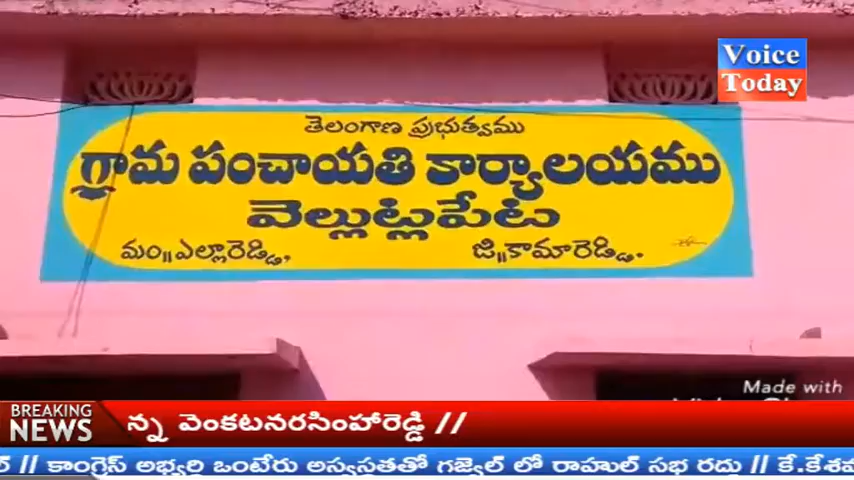 Voice
Today
తెలంగాణ ప్రభుత్వము
గ్రామ పంచాయతి కార్యాలయము
వెల్లుట్లపేట
మం॥ఎల్లారెడ్డి, జి॥కామారెడ్డి.
Made with
BREAKING
NEWS
న్న వెంకటనరసింహారెడ్డి //
ల్ // కాంగ్రెస్ అభ్యర్థి ఒంటేరు అస్వస్థతతో గజ్వెల్ లో రాహుల్ సభ రద్దు // కే.కేశవ